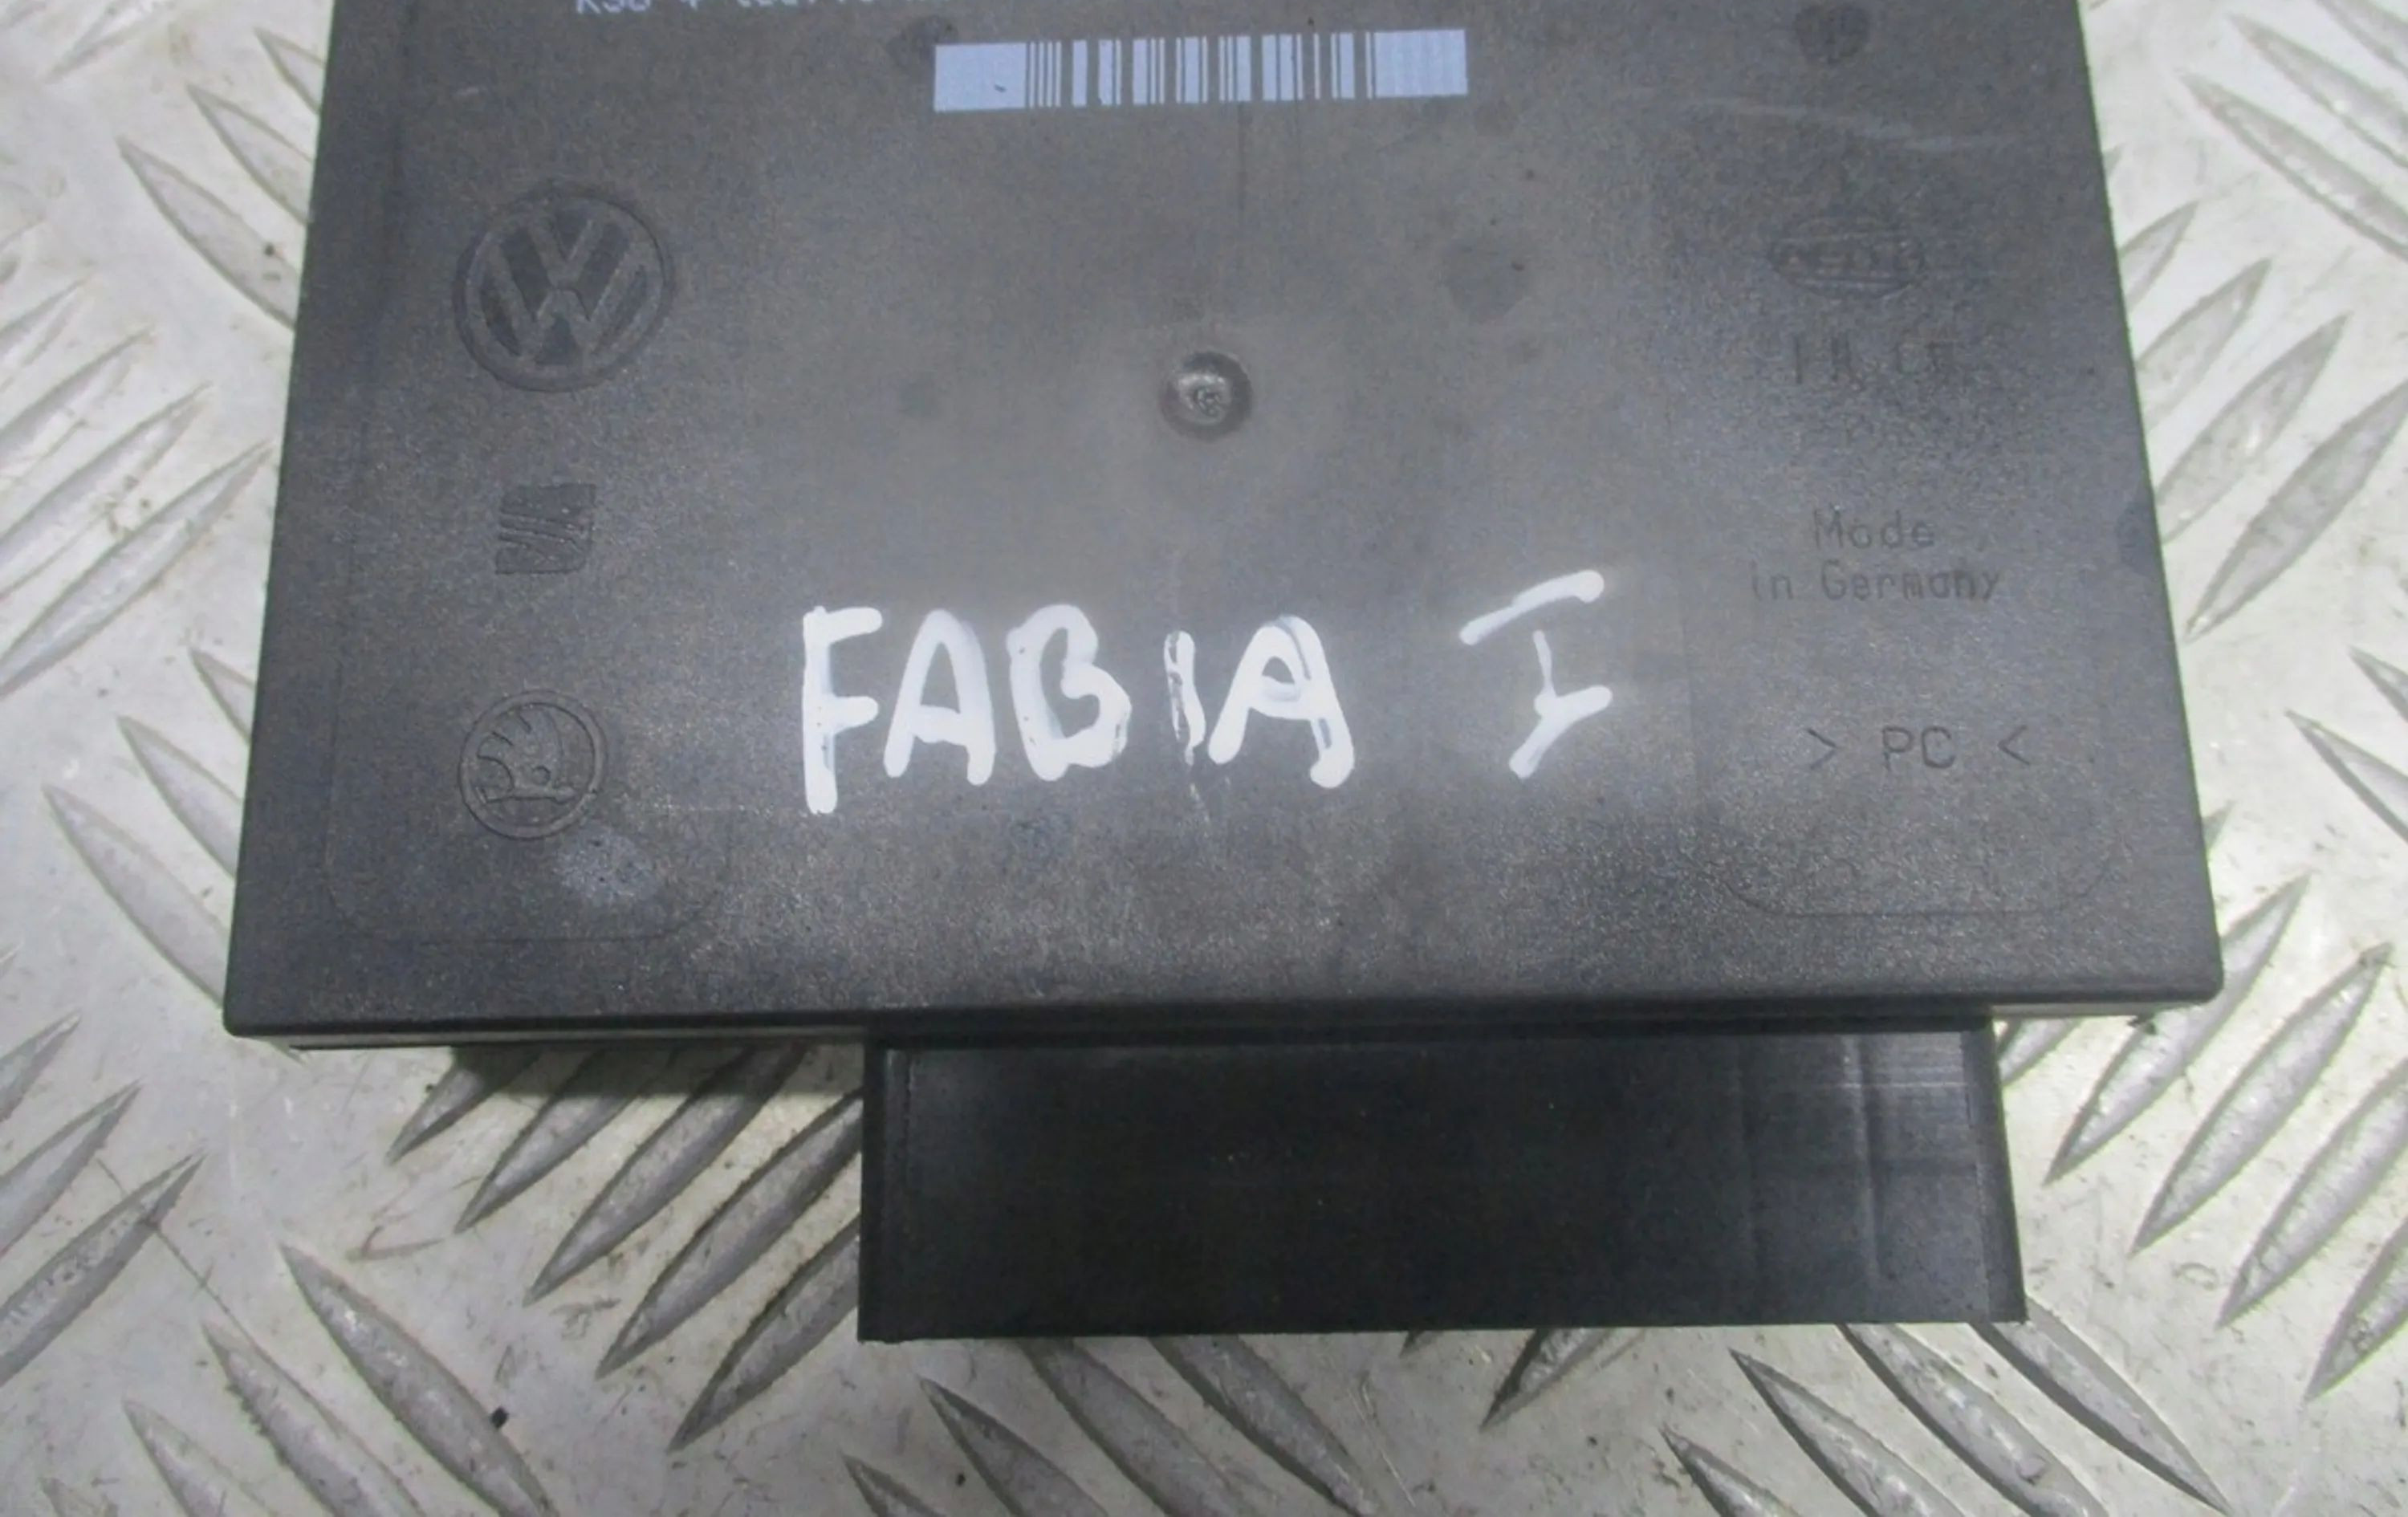 FABIA I
Made
in Germany
> PC <